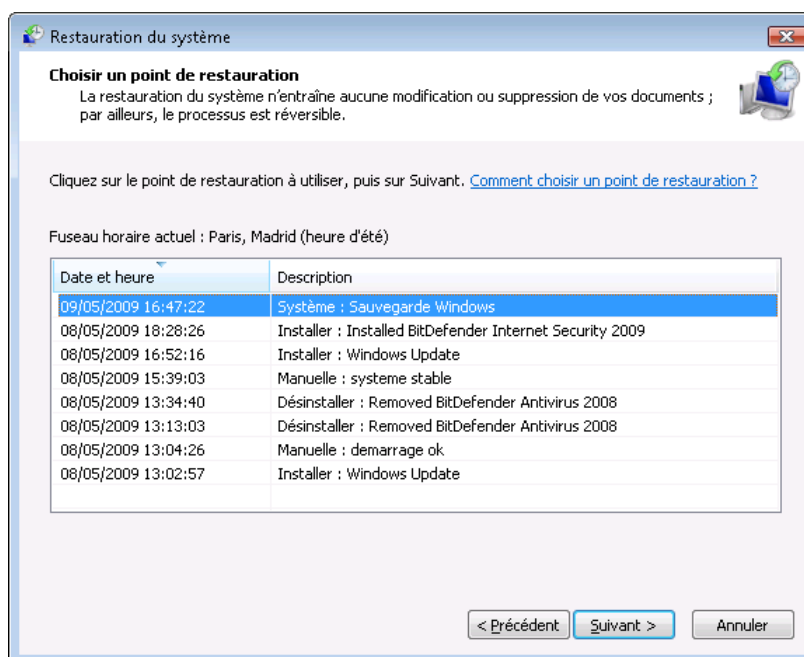 Restauration du système
Choisir un point de restauration
La restauration du système n'entraîne aucune modification ou suppression de vos documents ;
par ailleurs, le processus est réversible.
Cliquez sur le point de restauration à utiliser, puis sur Suivant. Comment choisir un point de restauration ?
Fuseau horaire actuel : Paris, Madrid (heure d'été)
Date et heure Description
09/05/2009 16:47:22 Système : Sauvegarde Windows
08/05/2009 18:28:26 Installer : Installed BitDefender Internet Security 2009
08/05/2009 16:52:16 Installer : Windows Update
08/05/2009 15:39:03 Manuelle : systeme stable
08/05/2009 13:34:40 Désinstaller : Removed BitDefender Antivirus 2008
08/05/2009 13:13:03 Désinstaller : Removed BitDefender Antivirus 2008
08/05/2009 13:04:26 Manuelle : demarrage ok
08/05/2009 13:02:57 Installer : Windows Update
< Précédent Suivant > Annuler